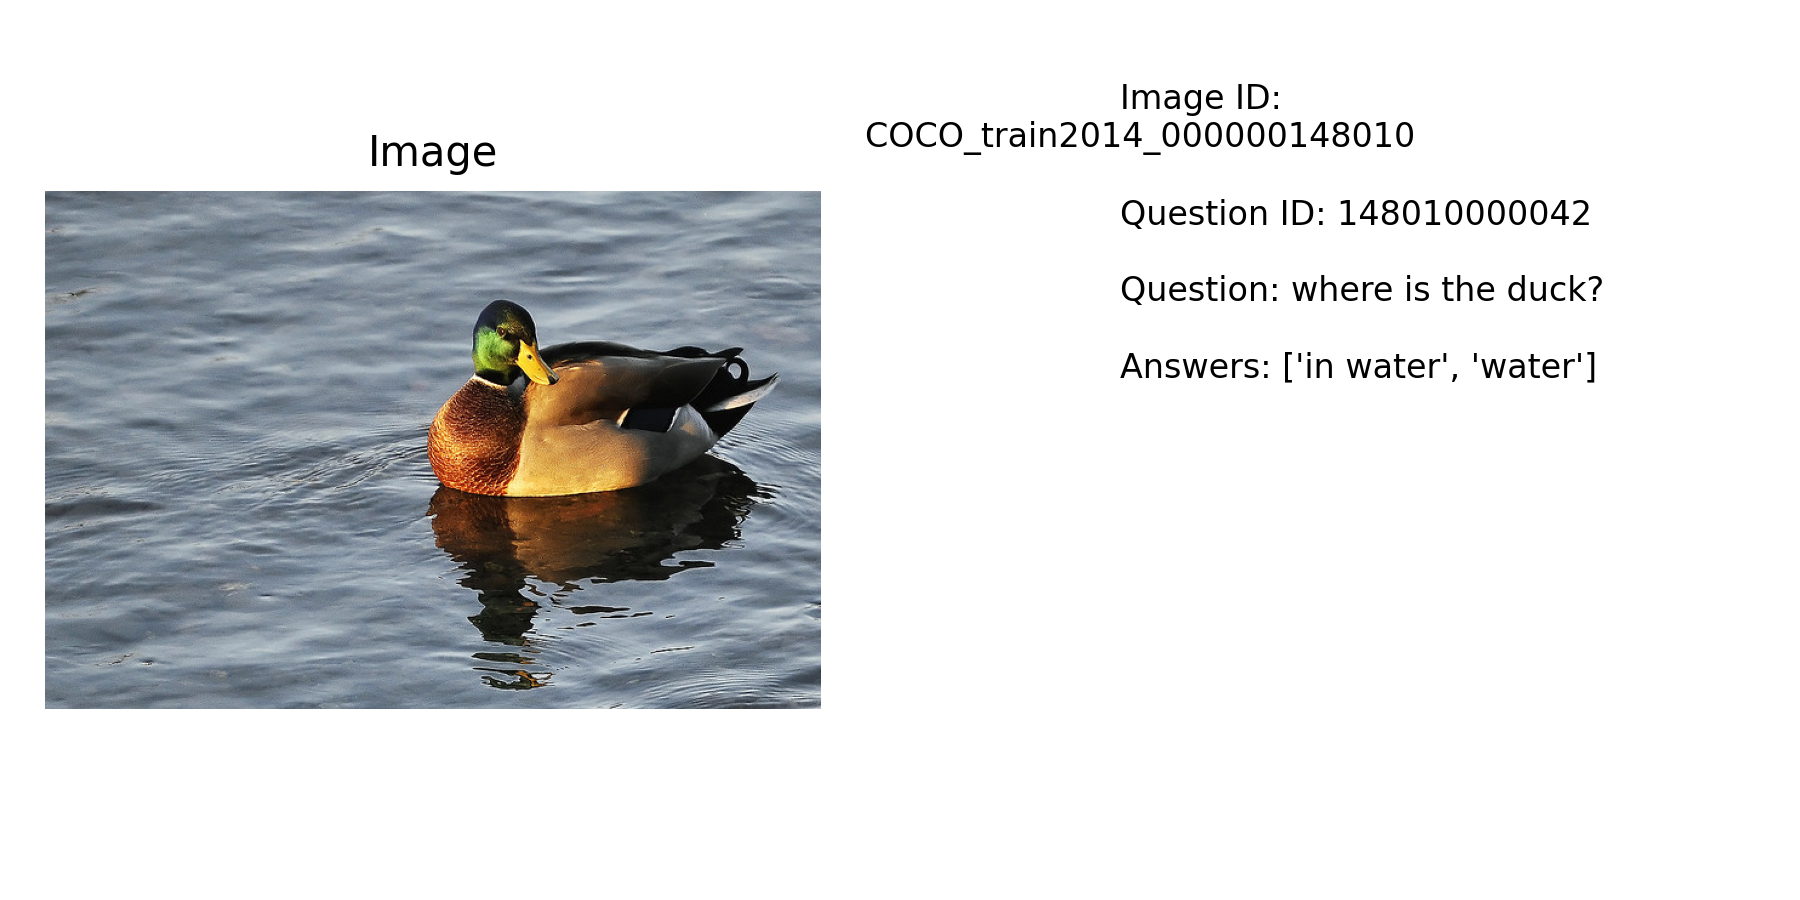 Image
Image ID:
COCO_train2014_000000148010
Question ID: 148010000042
Question: where is the duck?
Answers: ['in water', 'water']